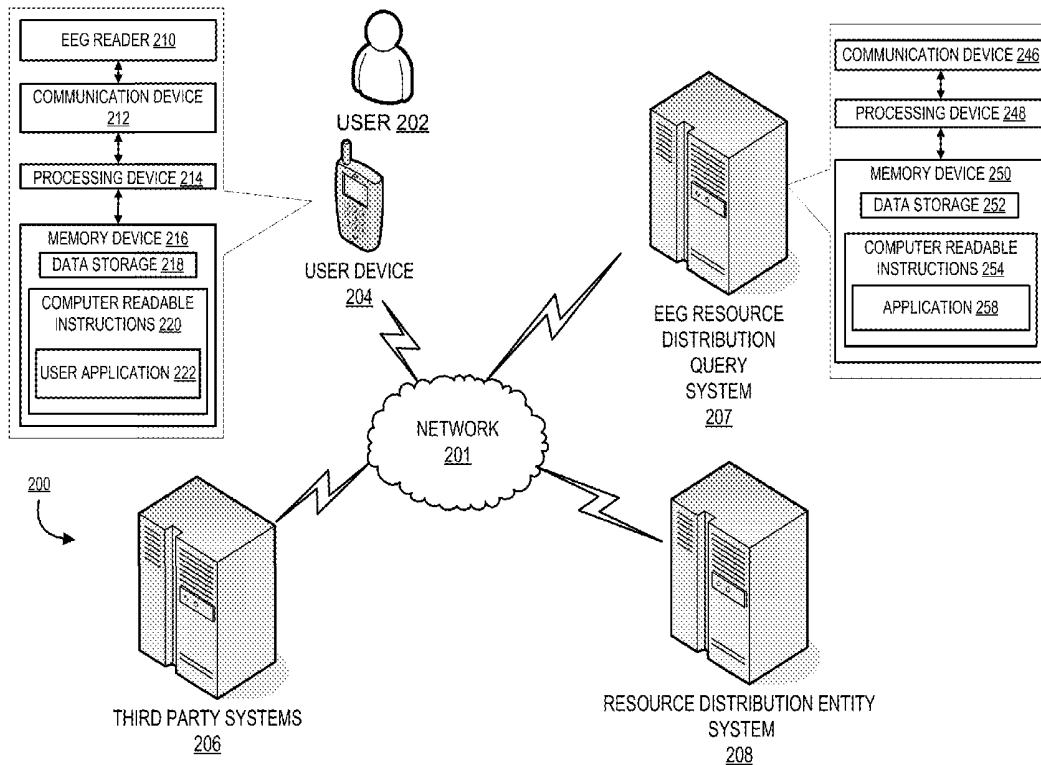 EEG READER 210
COMMUNICATION DEVICE
212
PROCESSING DEVICE 214
MEMORY DEVICE 216
DATA STORAGE 218
COMPUTER READABLE
INSTRUCTIONS 220
USER APPLICATION 222
USER 202
USER DEVICE
204
COMMUNICATION DEVICE 246
PROCESSING DEVICE 248
MEMORY DEVICE 250
DATA STORAGE 252
COMPUTER READABLE
INSTRUCTIONS 254
APPLICATION 258
EEG RESOURCE
DISTRIBUTION
QUERY
SYSTEM
207
NETWORK
201
200
THIRD PARTY SYSTEMS
206
RESOURCE DISTRIBUTION ENTITY
SYSTEM
208